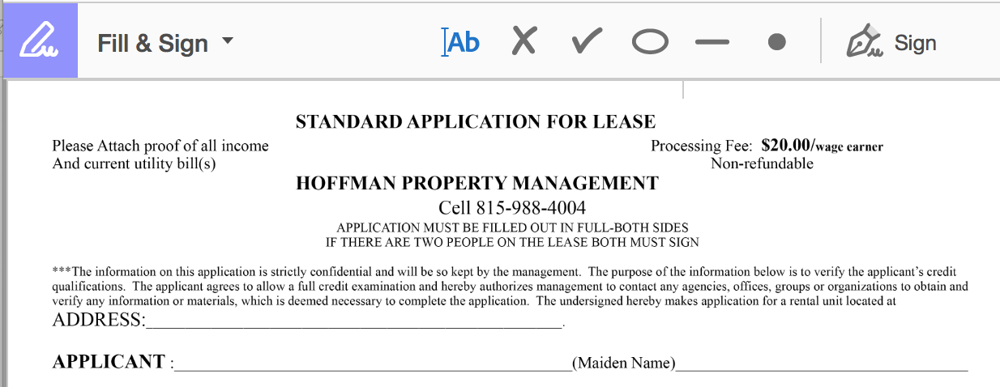 Fill & Sign
Ab
Sign
STANDARD APPLICATION FOR LEASE
Please Attach proof of all income
Processing Fee: $20.00/wage earner
And current utility bill(s)
Non-refundable
HOFFMAN PROPERTY MANAGEMENT
Cell 815-988-4004
APPLICATION MUST BE FILLED OUT IN FULL-BOTH SIDES
IF THERE ARE TWO PEOPLE ON THE LEASE BOTH MUST SIGN
***The information on this application is strictly confidential and will be so kept by the management. The purpose of the information below is to verify the applicant's credit
qualifications. The applicant agrees to allow a full credit examination and hereby authorizes management to contact any agencies, offices, groups or organizations to obtain and
verify any information or materials, which is deemed necessary to complete the application. The undersigned hereby makes application for a rental unit located at
ADDRESS:______________________________________________________.
APPLICANT :__________________________________________________(Maiden Name)_____________________________________